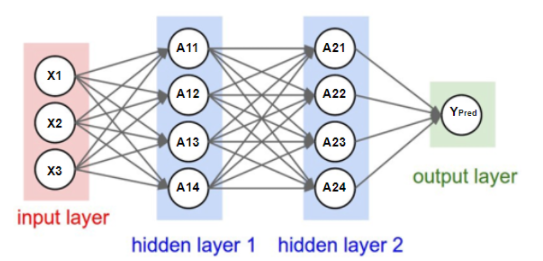 X1
X2
X3
input layer
A11
A12
A13
A14
hidden layer 1
A21
A22
A23
A24
hidden layer 2
YPred
output layer